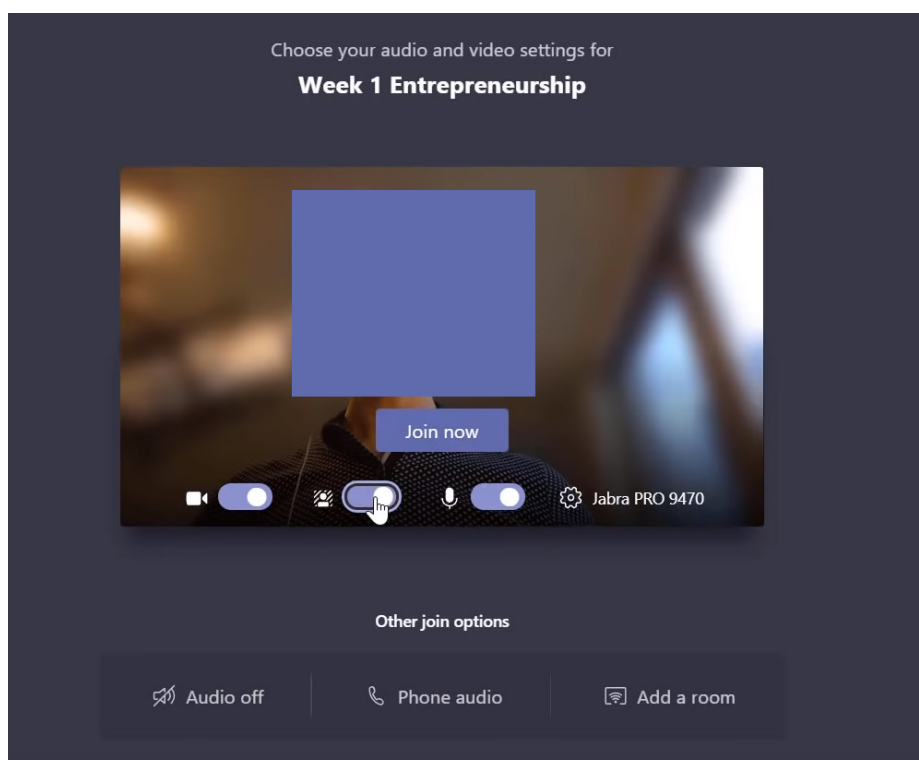 Choose your audio and video settings for
Week 1 Entrepreneurship
Join now
Jabra PRO 9470
Other join options
Audio off
Phone audio
Add a room